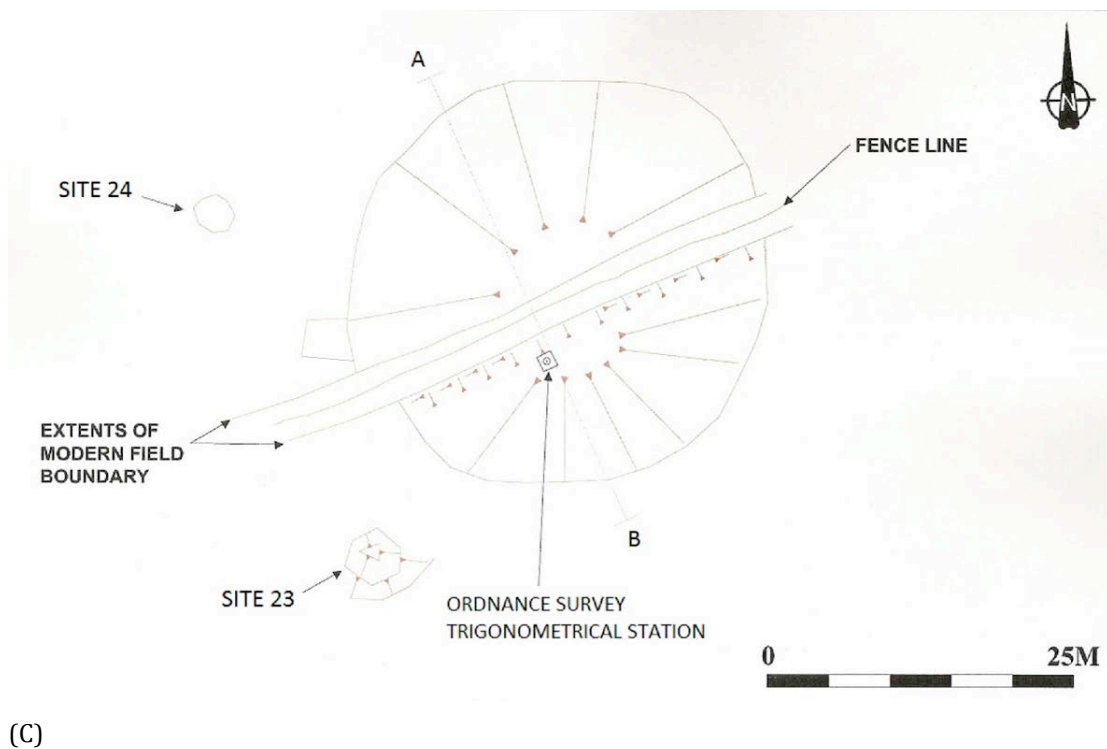 A
N
FENCE LINE
SITE 24
EXTENTS OF
MODERN FIELD
BOUNDARY
B
SITE 23
ORDNANCE SURVEY
TRIGONOMETRICAL STATION
0 25M
(C)